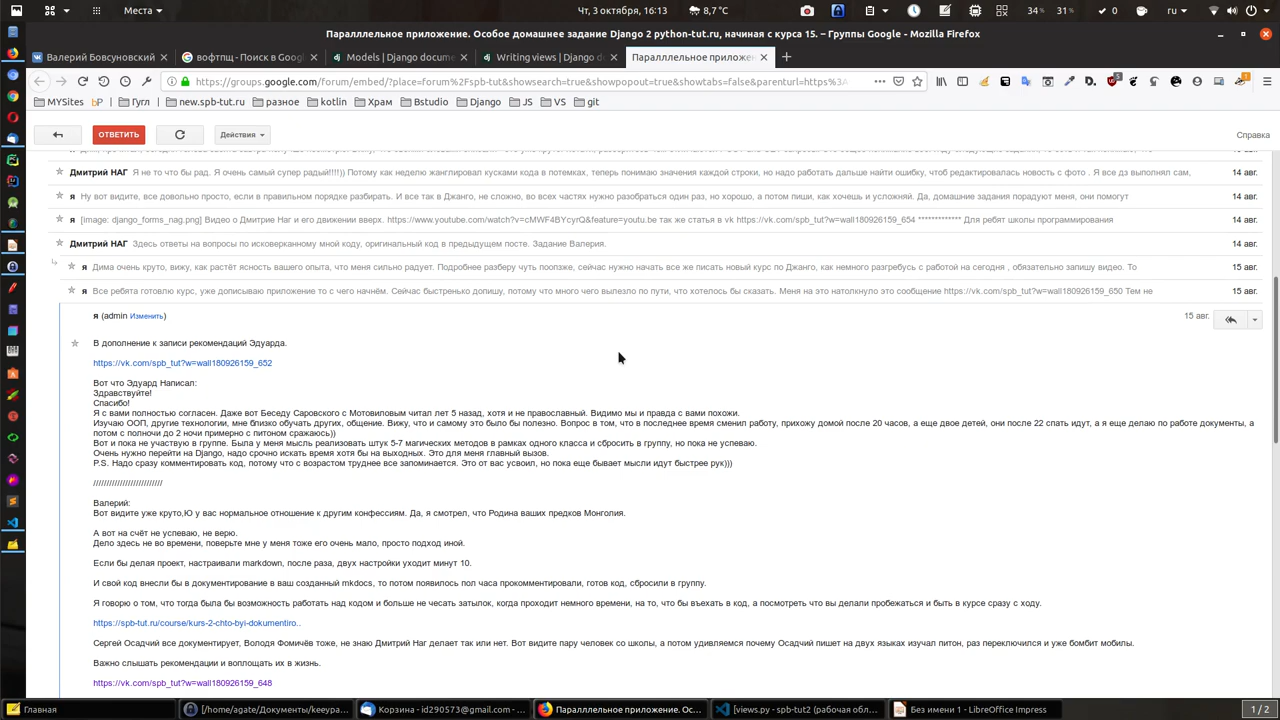 Места
Чт, 3 октября, 16:13
8,7 °C
34%
31%
0
ru
Паралллельное приложение. Особое домашнее задание Django 2 python-tut.ru, начиная с курса 15. – Группы Google - Mozilla Firefox
Валерий Бовсуновский
вофтпщ - Поиск в Goog
Models | Django docume
Writing views | Django do
Паралллельное приложен
https://groups.google.com/forum/embed/?place=forum%2Fspb-tut&showsearch=true&showpopout=true&showtabs=false&parenturl=https%3A
MYSites
bP
Гугл
new.spb-tut.ru
разное
kotlin
Храм
Bstudio
Django
JS
VS
git
ОТВЕТИТЬ
Действия
Справка
Дмитрий НАГ Я не то что бы рад. Я очень самый супер радый!!!!)) Потому как неделю жанглировал кусками кода в потемках, теперь понимаю значения каждой строки, но надо работать дальше найти ошибку, чтоб редактировалась новость с фото . Я все дз выполнял сам, 14 авг.
я Ну вот видите, все довольно просто, если в правильном порядке разбирать. И все так в Джанго, не сложно, во всех частях нужно разобраться один раз, но хорошо, а потом пиши, как хочешь и усложняй. Да, домашние задания порадуют меня, они помогут 14 авг.
я [image: django_forms_nag.png] Видео о Дмитрие Наг и его движении вверх. https://www.youtube.com/watch?v=cMWF4BYcyrQ&feature=youtu.be так же статья в vk https://vk.com/spb_tut?w=wall180926159_654 ************* Для ребят школы программирования 14 авг.
Дмитрий НАГ Здесь ответы на вопросы по исковерканному мной коду, оригинальный код в предыдущем посте. Задание Валерия. 14 авг.
я Дима очень круто, вижу, как растёт ясность вашего опыта, что меня сильно радует. Подробнее разберу чуть поопзже, сейчас нужно начать все же писать новый курс по Джанго, как немного разгребусь с работой на сегодня , обязательно запишу видео. То 15 авг.
я Все ребята готовлю курс, уже дописываю приложение то с чего начнём. Сейчас быстренько допишу, потому что много чего вылезло по пути, что хотелось бы сказать. Меня на это натолкнуло это сообщение https://vk.com/spb_tut?w=wall180926159_650 Тем не 15 авг.
я (admin Изменить) 15 авг.
В дополнение к записи рекомендаций Эдуарда.
https://vk.com/spb_tut?w=wall180926159_652
Вот что Эдуард Написал:
Здравствуйте!
Спасибо!
Я с вами полностью согласен. Даже вот Беседу Саровского с Мотовиловым читал лет 5 назад, хотя и не православный. Видимо мы и правда с вами похожи.
Изучаю ООП, другие технологии, мне близко обучать других, общение. Вижу, что и самому это было бы полезно. Вопрос в том, что в последнее время сменил работу, прихожу домой после 20 часов, а еще двое детей, они после 22 спать идут, а я еще делаю по работе документы, а
потом с полночи до 2 ночи примерно с питоном сражаюсь))
Вот и пока не участвую в группе. Была у меня мысль реализовать штук 5-7 магических методов в рамках одного класса и сбросить в группу, но пока не успеваю.
Очень нужно перейти на Django, надо срочно искать время хотя бы на выходных. Это для меня главный вызов.
P.S. Надо сразу комментировать код, потому что с возрастом труднее все запоминается. Это от вас усвоил, но пока еще бывает мысли идут быстрее рук)))
//////////////////////////
Валерий:
Вот видите уже круто,Ю у вас нормальное отношение к другим конфессиям. Да, я смотрел, что Родина ваших предков Монголия.
А вот на счёт не успеваю, не верю.
Дело здесь не во времени, поверьте мне у меня тоже его очень мало, просто подход иной.
Если бы делая проект, настраивали markdown, после раза, двух настройки уходит минут 10.
И свой код внесли бы в документирование в ваш созданный mkdocs, то потом появилось пол часа прокомментировали, готов код, сбросили в группу.
Я говорю о том, что тогда была бы возможность работать над кодом и больше не чесать затылок, когда проходит немного времени, на то, что бы въехать в код, а посмотреть что вы делали пробежаться и быть в курсе сразу с ходу.
https://spb-tut.ru/course/kurs-2-chto-byi-dokumentiro..
Сергей Осадчий все документирует, Володя Фомичёв тоже, не знаю Дмитрий Наг делает так или нет. Вот видите пару человек со школы, а потом удивляемся почему Осадчий пишет на двух языках изучал питон, раз переключился и уже бомбит мобилы.
Важно слышать рекомендации и воплощать их в жизнь.
https://vk.com/spb_tut?w=wall180926159_648
Главная
[/home/agate/Документы/keeypa...
Корзина - id290573@gmail.com - ...
Паралллельное приложение. Ос...
[views.py - spb-tut2 (рабочая обл...
Без имени 1 - LibreOffice Impress
1 / 2